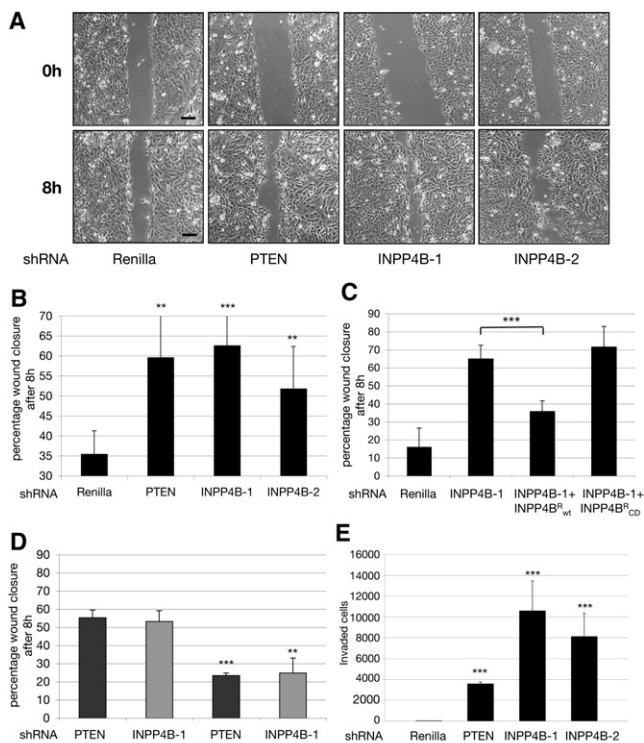 A
0h
8h
shRNA Renilla PTEN INPP4B-1 INPP4B-2
B
percentage wound closure
after 8h
70
65
60
55
50
45
40
35
30
** *** **
shRNA Renilla PTEN INPP4B-1 INPP4B-2
C
percentage wound closure
after 8h
90
80
70
60
50
40
30
20
10
0
***
shRNA Renilla INPP4B-1 INPP4B-1+ INPP4B-1+
INPP4BRwt INPP4BRCD
D
percentage wound closure
after 8h
90
80
70
60
50
40
30
20
10
0
*** **
shRNA PTEN INPP4B-1 PTEN INPP4B-1
E
Invaded cells
16000
14000
12000
10000
8000
6000
4000
2000
0
*** *** ***
shRNA Renilla PTEN INPP4B-1 INPP4B-2